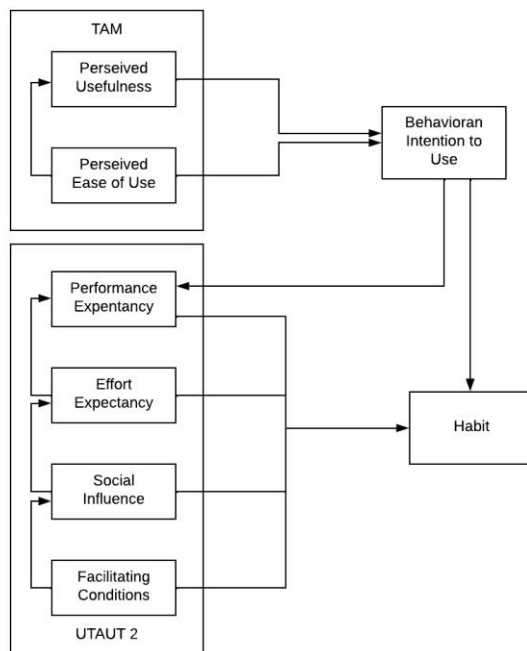 TAM
Perseived
Usefulness
Perseived
Ease of Use
Behavioran
Intention to
Use
Performance
Expentancy
Effort
Expectancy
Habit
Social
Influence
Facilitating
Conditions
UTAUT 2